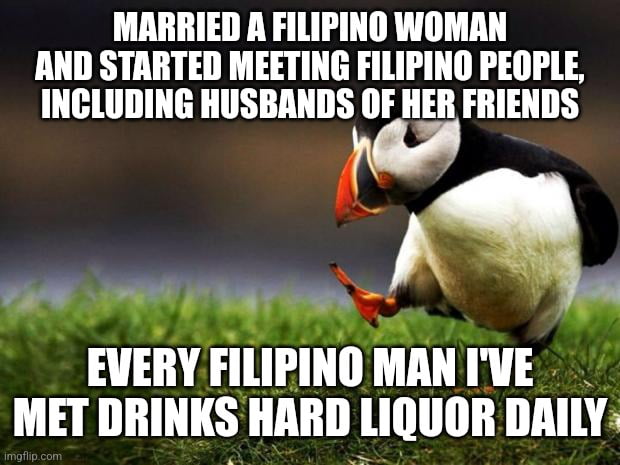 MARRIED A FILIPINO WOMAN
AND STARTED MEETING FILIPINO PEOPLE,
INCLUDING HUSBANDS OF HER FRIENDS
EVERY FILIPINO MAN I'VE
MET DRINKS HARD LIQUOR DAILY
imgflip.com